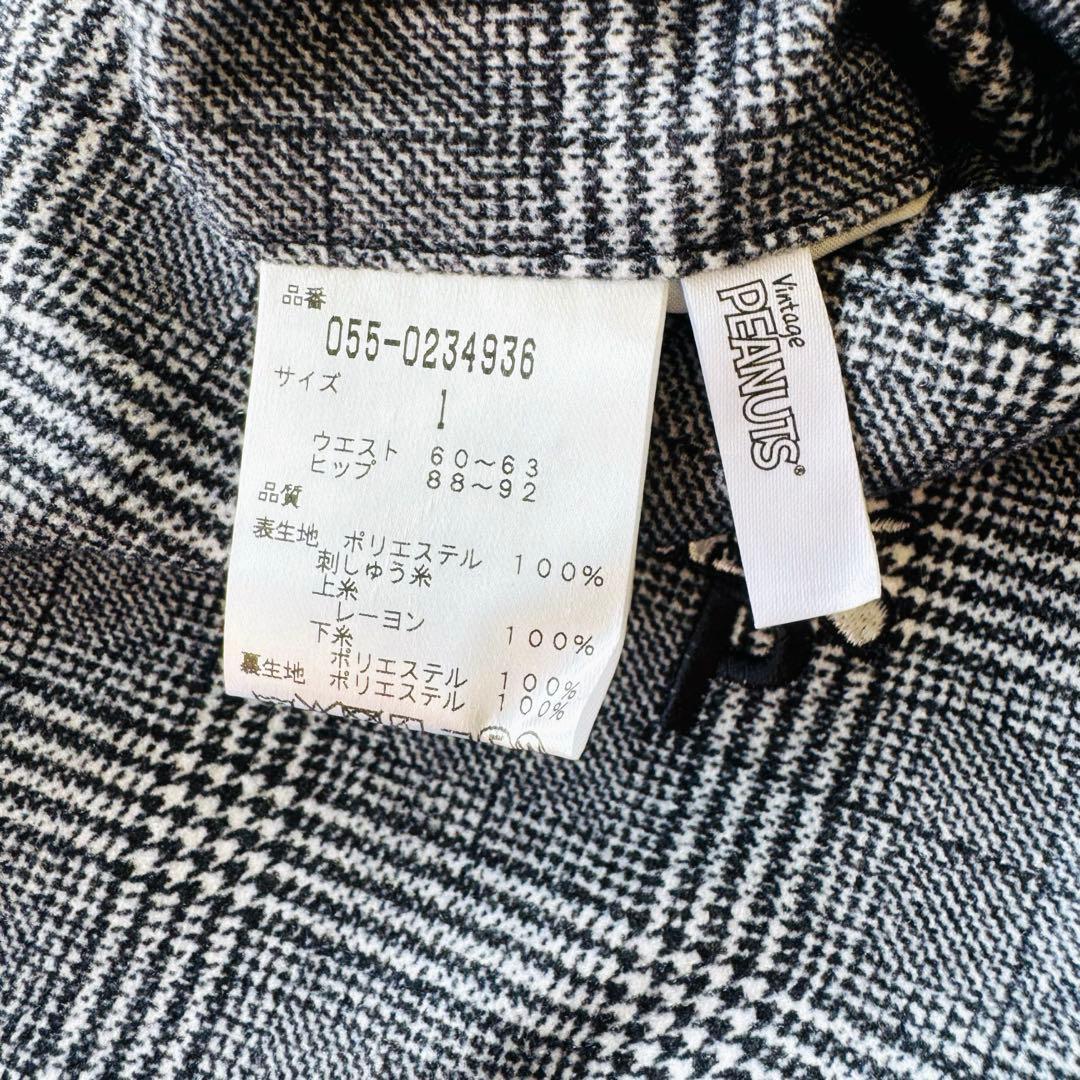 品番
055-0234936
サイズ
1
ウエスト 60〜63
ヒップ 88〜92
品質
表生地 ポリエステル 100%
刺しゅう糸
上糸
レーヨン 100%
下糸
ポリエステル 100%
裏生地 ポリエステル 100%
Vintage
PEANUTS®